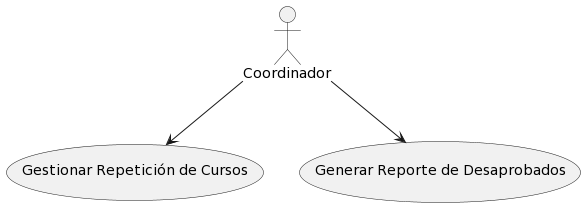 Coordinador
Gestionar Repetición de Cursos
Generar Reporte de Desaprobados